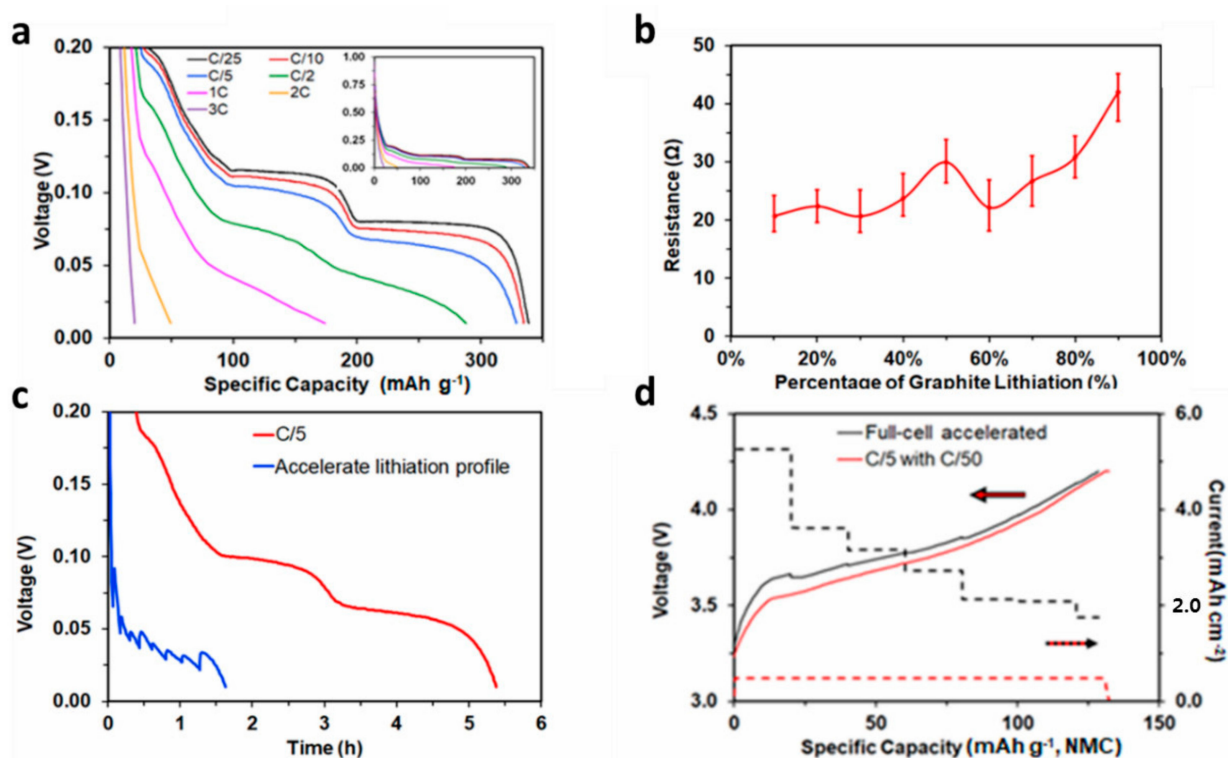 a
0.20
0.15
0.10
0.05
0.00
Voltage (V)
C/25
C/10
C/5
C/2
1C
2C
3C
1.00
0.75
0.50
0.25
0.00
0 100 200 300
0 100 200 300
Specific Capacity (mAh g⁻¹)
b
50
40
30
20
10
0
Resistance (Ω)
0% 20% 40% 60% 80% 100%
Percentage of Graphite Lithiation (%)
c
0.20
0.15
0.10
0.05
0.00
Voltage (V)
C/5
Accelerate lithiation profile
0 1 2 3 4 5 6
Time (h)
d
4.5
4.0
3.5
3.0
Voltage (V)
Full-cell accelerated
C/5 with C/50
6.0
4.0
2.0
0.0
Current(mAh cm⁻²)
0 50 100 150
Specific Capacity (mAh g⁻¹, NMC)